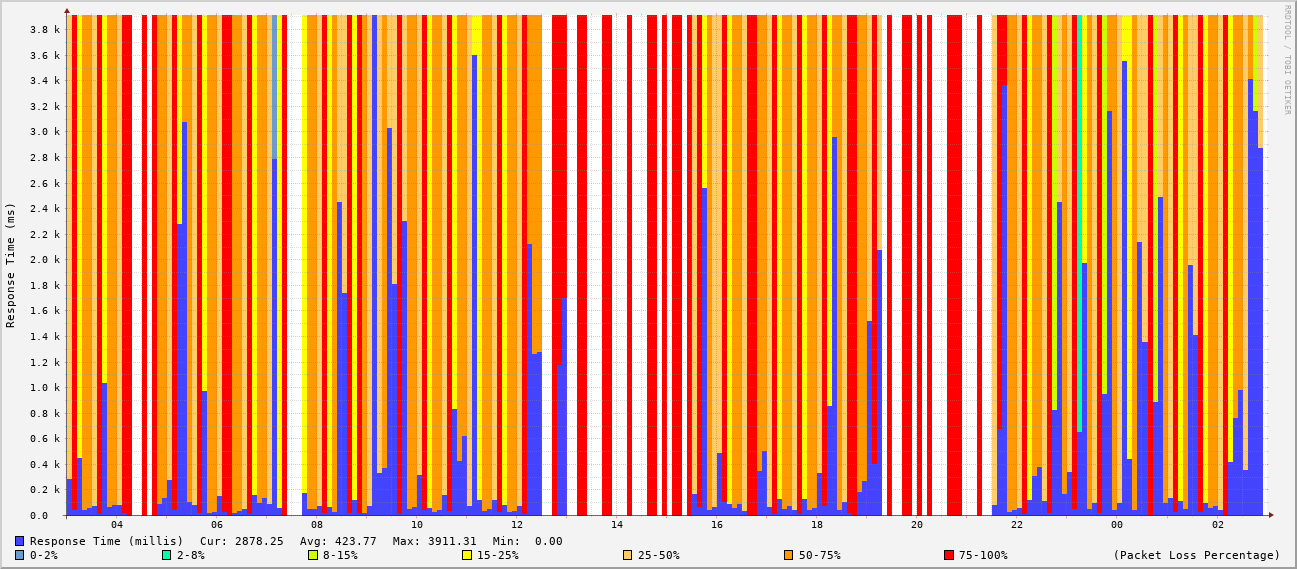 RRDTOOL / TOBI OETIKER
Response Time (ms)
3.8 k
3.6 k
3.4 k
3.2 k
3.0 k
2.8 k
2.6 k
2.4 k
2.2 k
2.0 k
1.8 k
1.6 k
1.4 k
1.2 k
1.0 k
0.8 k
0.6 k
0.4 k
0.2 k
0.0
04 06 08 10 12 14 16 18 20 22 00 02
Response Time (millis) Cur: 2878.25 Avg: 423.77 Max: 3911.31 Min: 0.00
0-2% 2-8% 8-15% 15-25% 25-50% 50-75% 75-100% (Packet Loss Percentage)